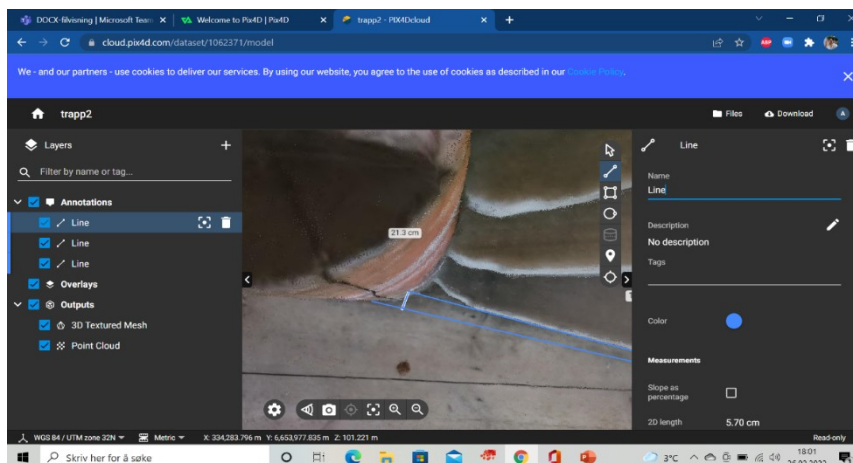 DOCX-filvisning | Microsoft Team
Welcome to Pix4D | Pix4D
trapp2 - PIX4Dcloud
cloud.pix4d.com/dataset/1062371/model
We - and our partners - use cookies to deliver our services. By using our website, you agree to the use of cookies as described in our Cookie Policy.
trapp2
Files
Download
A
Layers
Filter by name or tag...
Annotations
Line
Line
Line
Overlays
Outputs
3D Textured Mesh
Point Cloud
21.3 cm
Line
Name
Line
Description
No description
Tags
Color
Measurements
Slope as
percentage
2D length
5.70 cm
WGS 84 / UTM zone 32N
Metric
X: 334,283.796 m Y: 6,653,977.835 m Z: 101.221 m
Read-only
Skriv her for å søke
3°C
18:01